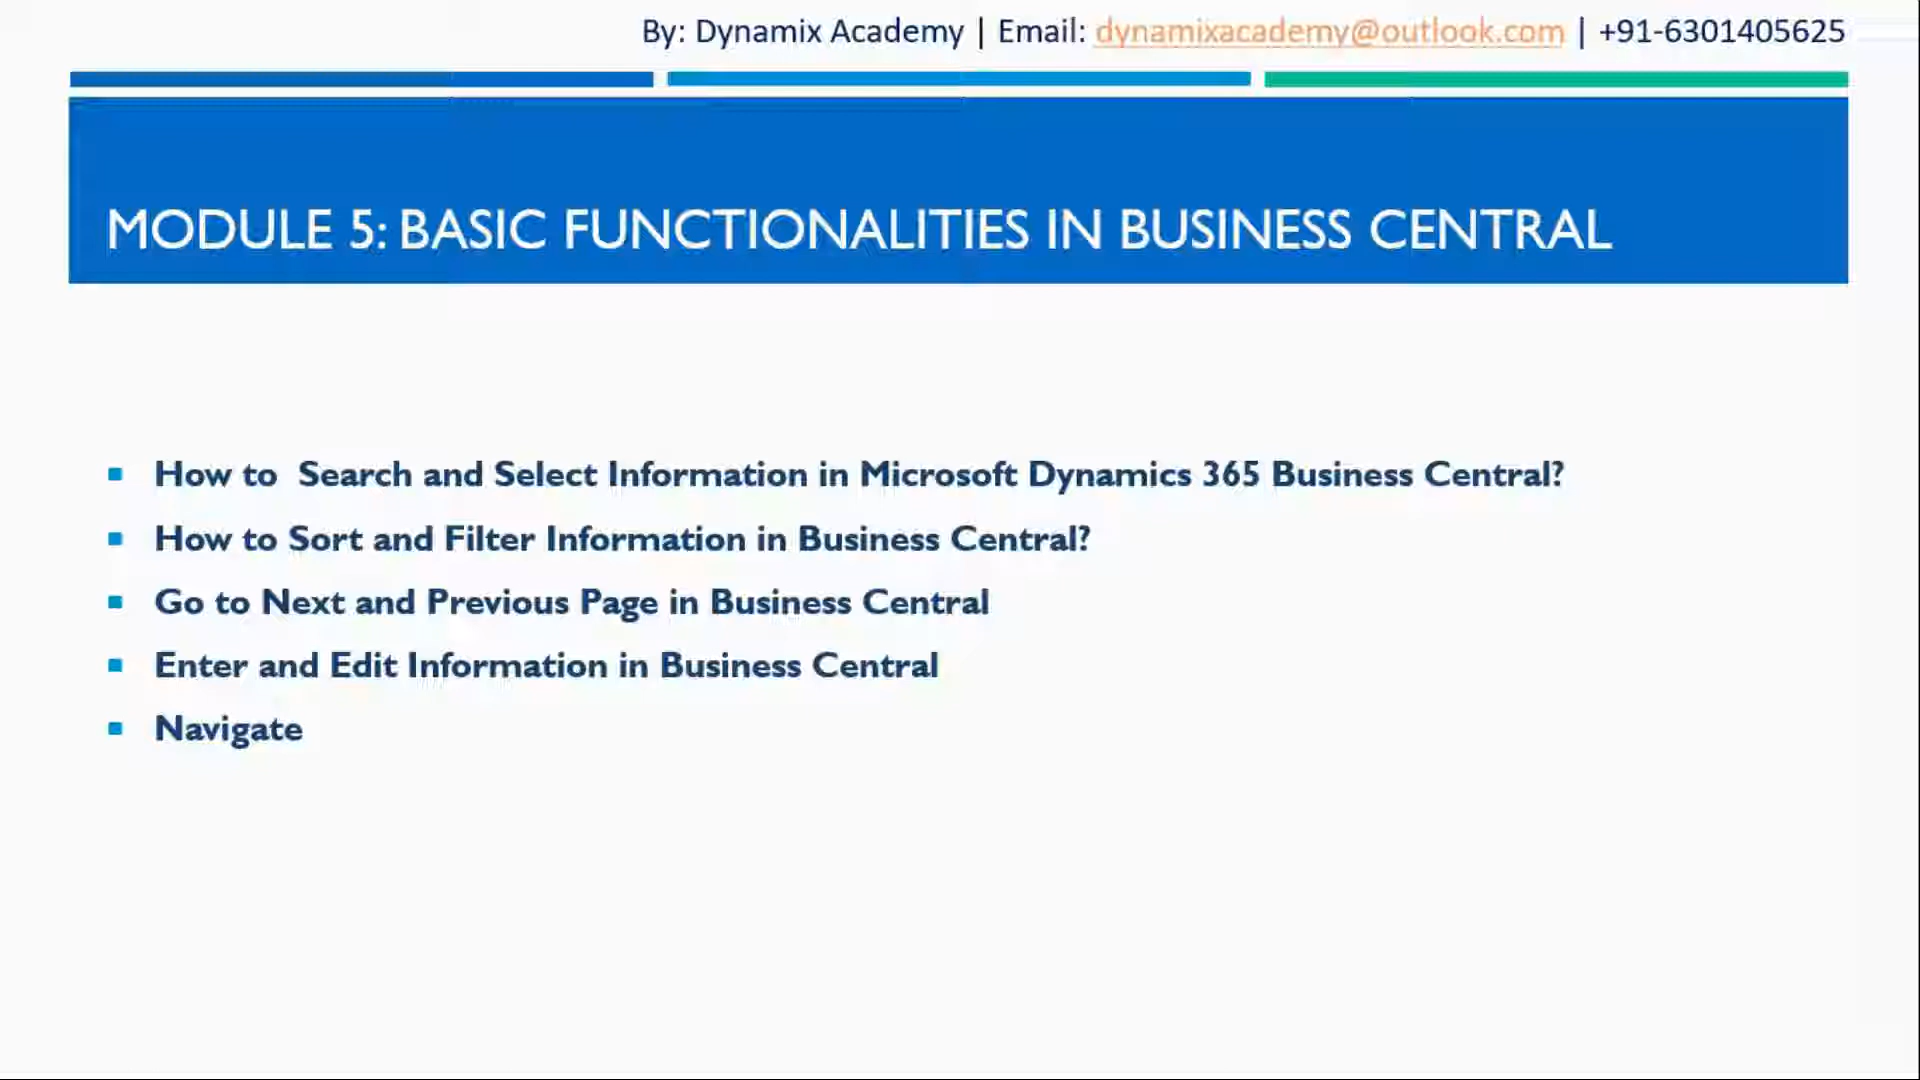 By: Dynamix Academy | Email: dynamixacademy@outlook.com | +91-6301405625
MODULE 5: BASIC FUNCTIONALITIES IN BUSINESS CENTRAL
How to  Search and Select Information in Microsoft Dynamics 365 Business Central?
How to Sort and Filter Information in Business Central?
Go to Next and Previous Page in Business Central
Enter and Edit Information in Business Central
Navigate